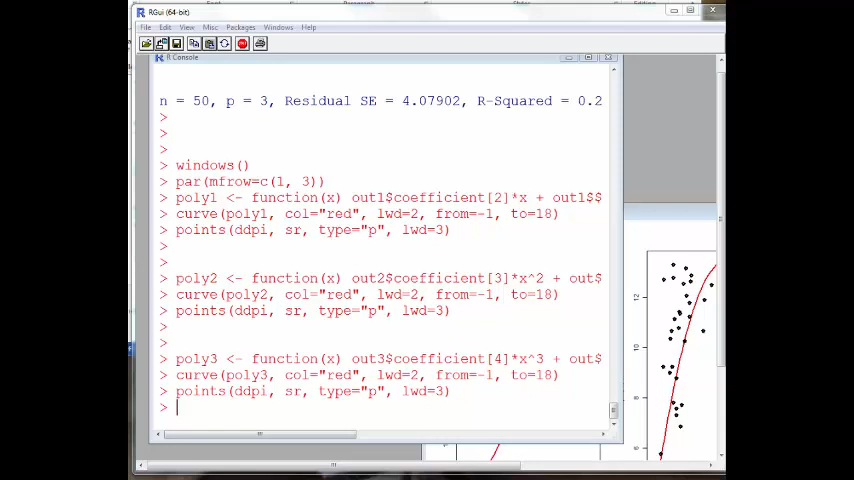 RGui (64-bit)
File Edit View Misc Packages Windows Help
STOP
R Console
n = 50, p = 3, Residual SE = 4.07902, R-Squared = 0.2
>
>
>
> windows()
> par(mfrow=c(1, 3))
> poly1 <- function(x) out1$coefficient[2]*x + out1$$
> curve(poly1, col="red", lwd=2, from=-1, to=18)
> points(ddpi, sr, type="p", lwd=3)
>
>
> poly2 <- function(x) out2$coefficient[3]*x^2 + out$
> curve(poly2, col="red", lwd=2, from=-1, to=18)
> points(ddpi, sr, type="p", lwd=3)
>
>
> poly3 <- function(x) out3$coefficient[4]*x^3 + out$
> curve(poly3, col="red", lwd=2, from=-1, to=18)
> points(ddpi, sr, type="p", lwd=3)
>
12
10
8
6